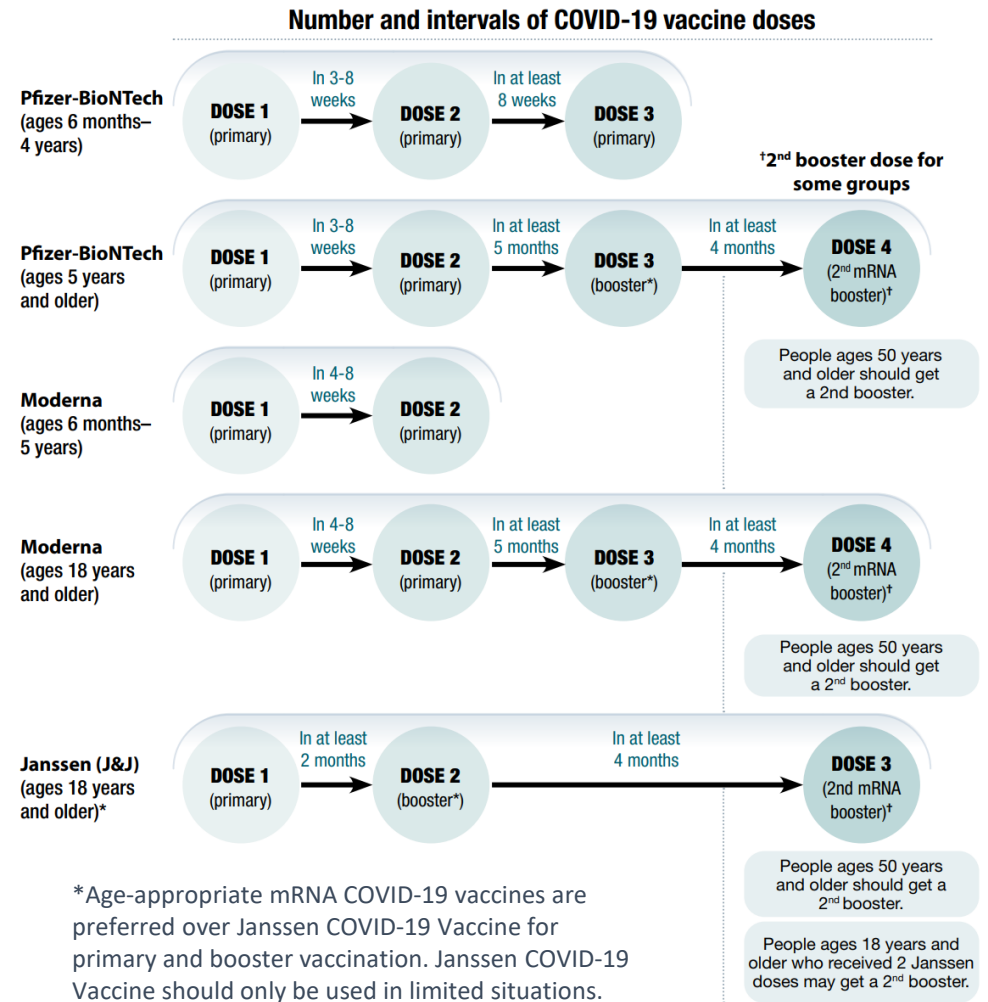 Number and intervals of COVID-19 vaccine doses
Pfizer-BioNTech
(ages 6 months–
4 years)
DOSE 1
(primary)
In 3-8
weeks
DOSE 2
(primary)
In at least
8 weeks
DOSE 3
(primary)
†2nd booster dose for
some groups
Pfizer-BioNTech
(ages 5 years
and older)
DOSE 1
(primary)
In 3-8
weeks
DOSE 2
(primary)
In at least
5 months
DOSE 3
(booster*)
In at least
4 months
DOSE 4
(2nd mRNA
booster)†
People ages 50 years
and older should get
a 2nd booster.
Moderna
(ages 6 months–
5 years)
DOSE 1
(primary)
In 4-8
weeks
DOSE 2
(primary)
Moderna
(ages 18 years
and older)
DOSE 1
(primary)
In 4-8
weeks
DOSE 2
(primary)
In at least
5 months
DOSE 3
(booster*)
In at least
4 months
DOSE 4
(2nd mRNA
booster)†
People ages 50 years
and older should get
a 2nd booster.
Janssen (J&J)
(ages 18 years
and older)*
DOSE 1
(primary)
In at least
2 months
DOSE 2
(booster*)
In at least
4 months
DOSE 3
(2nd mRNA
booster)†
People ages 50 years
and older should get a
2nd booster.
People ages 18 years and
older who received 2 Janssen
doses may get a 2nd booster.
*Age-appropriate mRNA COVID-19 vaccines are
preferred over Janssen COVID-19 Vaccine for
primary and booster vaccination. Janssen COVID-19
Vaccine should only be used in limited situations.